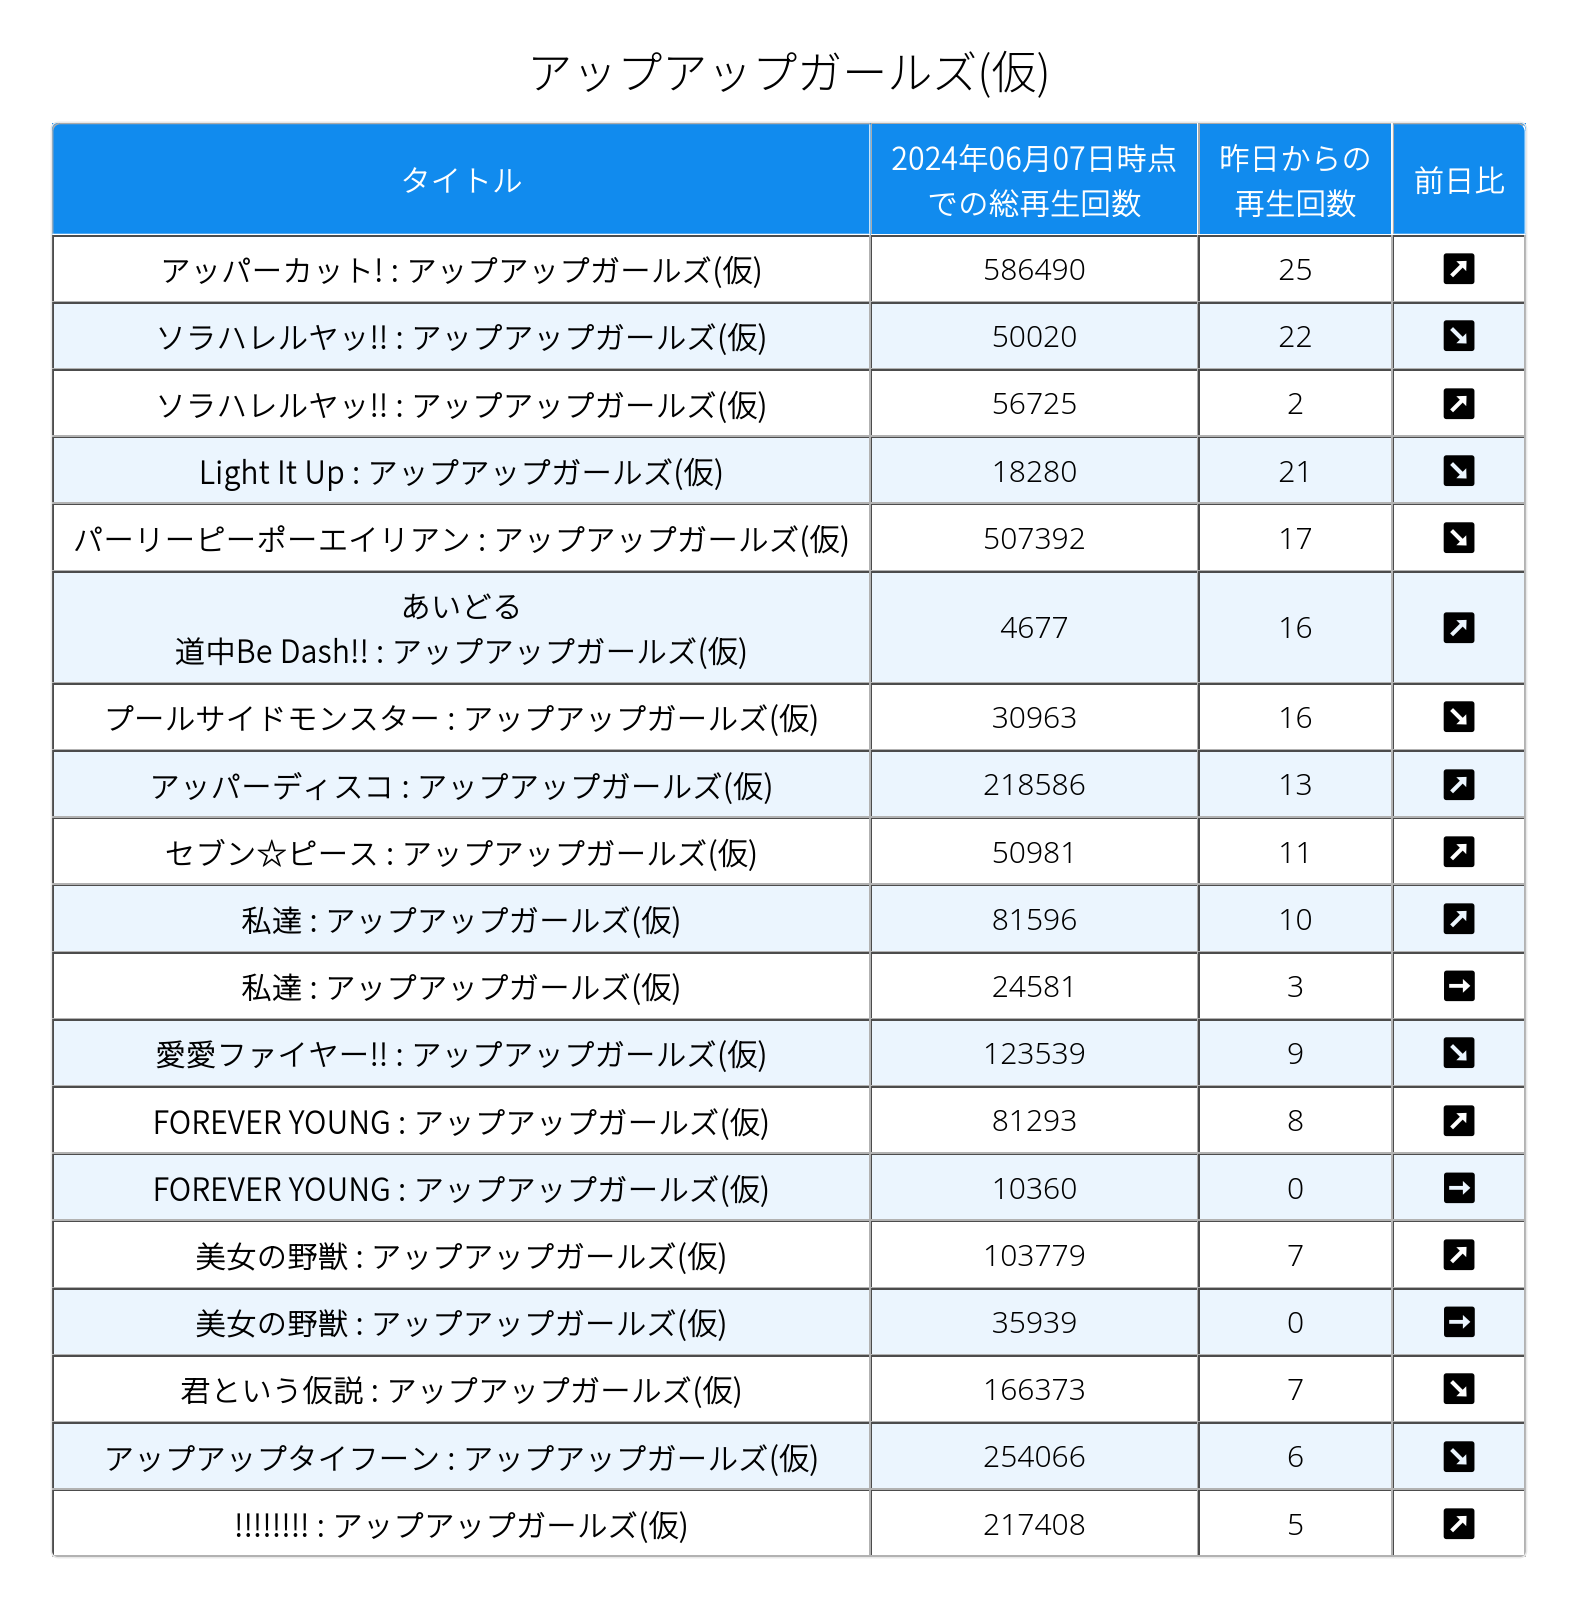 アップアップガールズ(仮)
タイトル
2024年06月07日時点
での総再生回数
昨日からの
再生回数
前日比
アッパーカット! : アップアップガールズ(仮) 586490 25
ソラハレルヤッ!! : アップアップガールズ(仮) 50020 22
ソラハレルヤッ!! : アップアップガールズ(仮) 56725 2
Light It Up : アップアップガールズ(仮) 18280 21
パーリーピーポーエイリアン : アップアップガールズ(仮) 507392 17
あいどる
道中Be Dash!! : アップアップガールズ(仮) 4677 16
プールサイドモンスター : アップアップガールズ(仮) 30963 16
アッパーディスコ : アップアップガールズ(仮) 218586 13
セブン☆ピース : アップアップガールズ(仮) 50981 11
私達 : アップアップガールズ(仮) 81596 10
私達 : アップアップガールズ(仮) 24581 3
愛愛ファイヤー!! : アップアップガールズ(仮) 123539 9
FOREVER YOUNG : アップアップガールズ(仮) 81293 8
FOREVER YOUNG : アップアップガールズ(仮) 10360 0
美女の野獣 : アップアップガールズ(仮) 103779 7
美女の野獣 : アップアップガールズ(仮) 35939 0
君という仮説 : アップアップガールズ(仮) 166373 7
アップアップタイフーン : アップアップガールズ(仮) 254066 6
!!!!!!!! : アップアップガールズ(仮) 217408 5